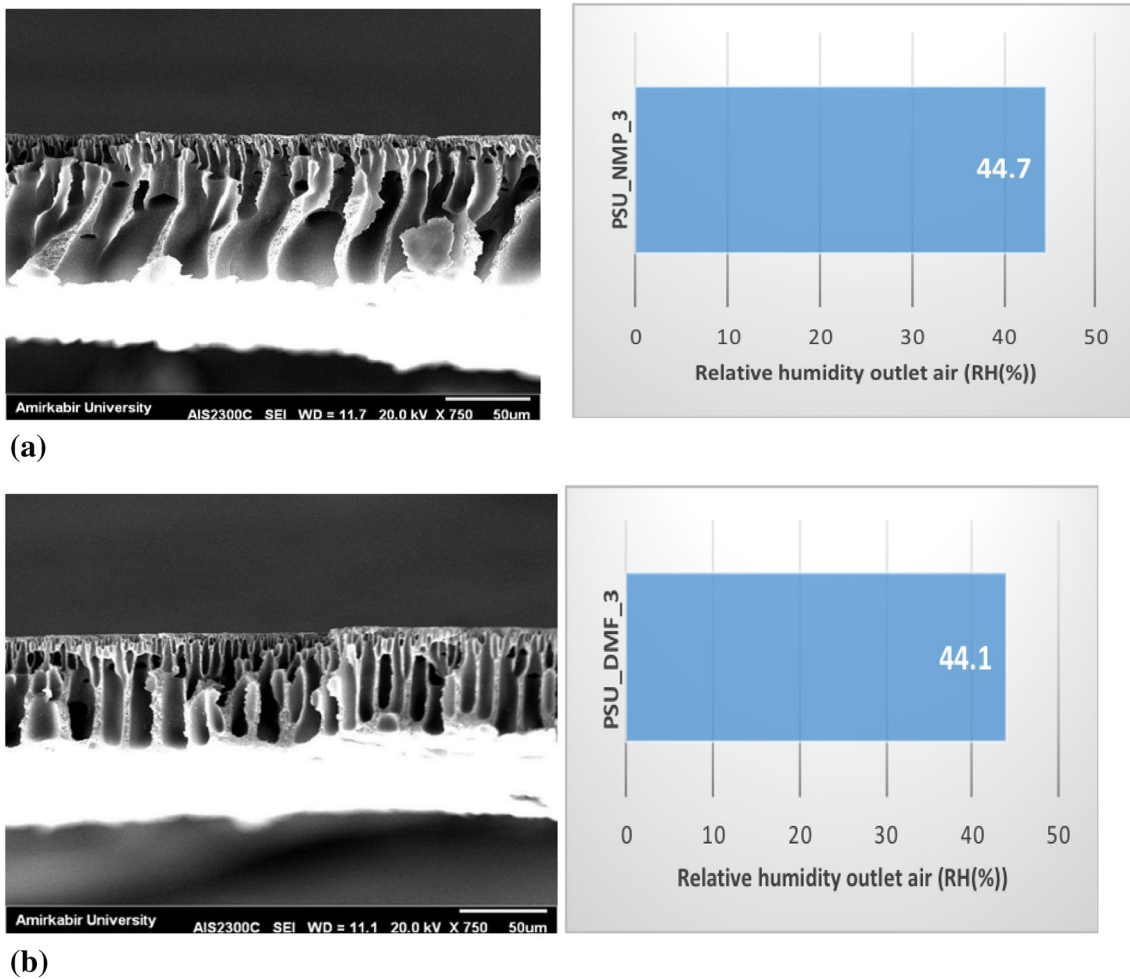 PSU_NMP_3
44.7
0 10 20 30 40 50
Relative humidity outlet air (RH(%))
Amirkabir University
AIS2300C SEI WD = 11.7 20.0 kV X 750 50um
(a)
PSU_DMF_3
44.1
0 10 20 30 40 50
Relative humidity outlet air (RH(%))
Amirkabir University
AIS2300C SEI WD = 11.1 20.0 kV X 750 50um
(b)